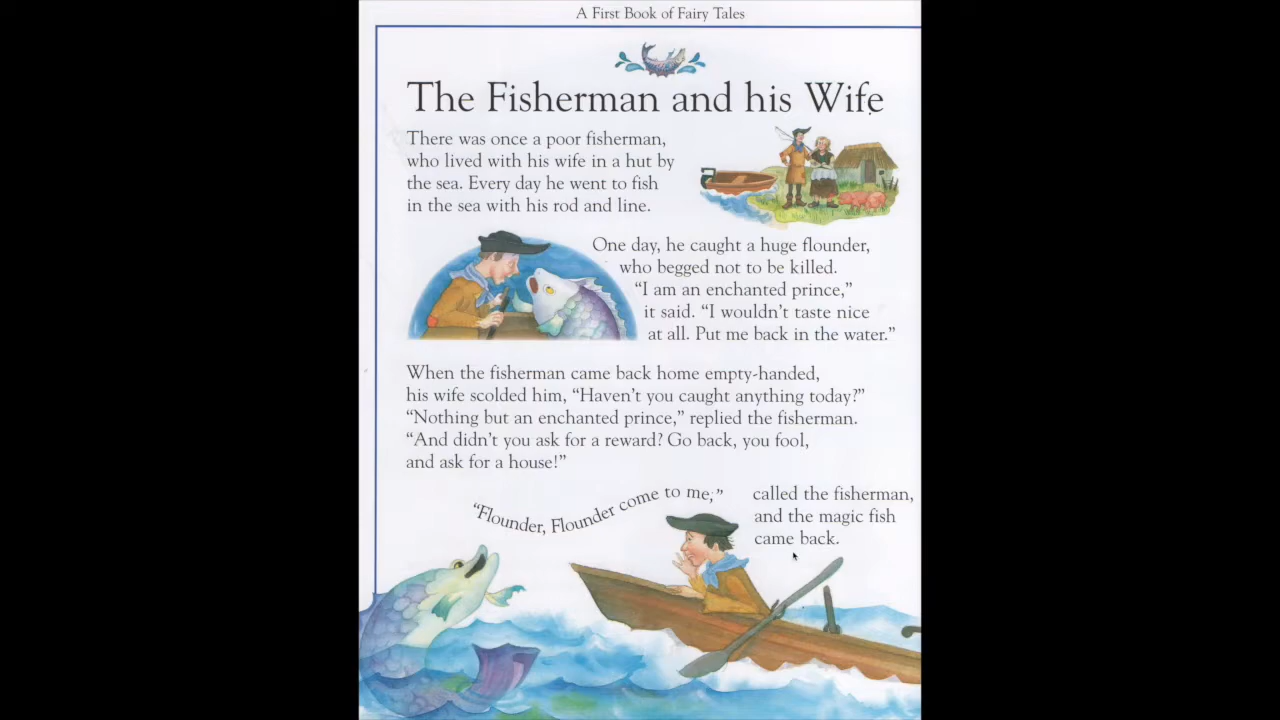 A First Book of Fairy Tales
The Fisherman and his Wife
There was once a poor fisherman,
who lived with his wife in a hut by
the sea. Every day he went to fish
in the sea with his rod and line.
One day, he caught a huge flounder,
who begged not to be killed.
“I am an enchanted prince,”
it said. “I wouldn't taste nice
at all. Put me back in the water.”
When the fisherman came back home empty-handed,
his wife scolded him, “Haven't you caught anything today?”
“Nothing but an enchanted prince,” replied the fisherman.
“And didn't you ask for a reward? Go back, you fool,
and ask for a house!”
“Flounder, Flounder come to me,”
called the fisherman,
and the magic fish
came back.